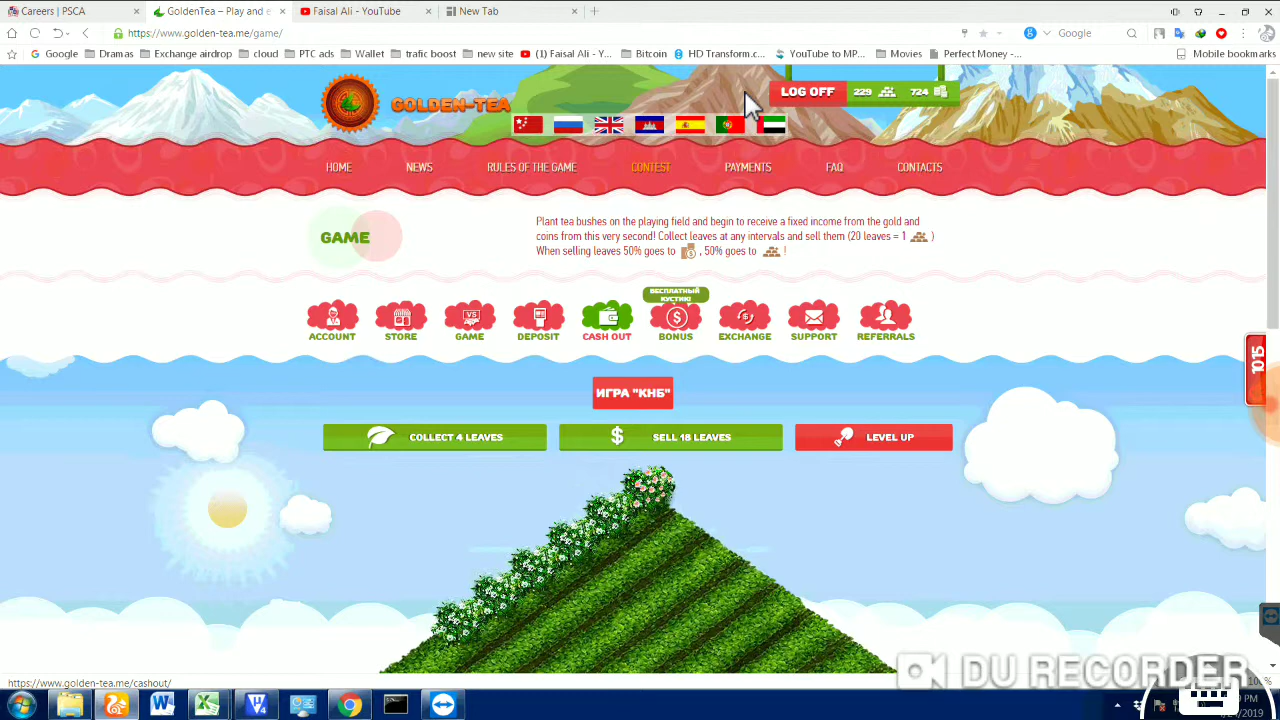 Careers | PSCA
GoldenTea – Play and e
Faisal Ali - YouTube
New Tab
https://www.golden-tea.me/game/
Google
Google
Dramas
Exchange airdrop
cloud
PTC ads
Wallet
trafic boost
new site
(1) Faisal Ali - Y...
Bitcoin
HD Transform.c...
YouTube to MP...
Movies
Perfect Money -...
Mobile bookmarks
GOLDEN-TEA
LOG OFF
229
724
HOME
NEWS
RULES OF THE GAME
CONTEST
PAYMENTS
FAQ
CONTACTS
GAME
Plant tea bushes on the playing field and begin to receive a fixed income from the gold and
coins from this very second! Collect leaves at any intervals and sell them (20 leaves = 1 )
When selling leaves 50% goes to , 50% goes to !
БЕСПЛАТНЫЙ
КУСТИК!
VS
ACCOUNT
STORE
GAME
DEPOSIT
CASH OUT
BONUS
EXCHANGE
SUPPORT
REFERRALS
1015
ИГРА "КНБ"
COLLECT 4 LEAVES
SELL 18 LEAVES
LEVEL UP
DU RECORDER
https://www.golden-tea.me/cashout/